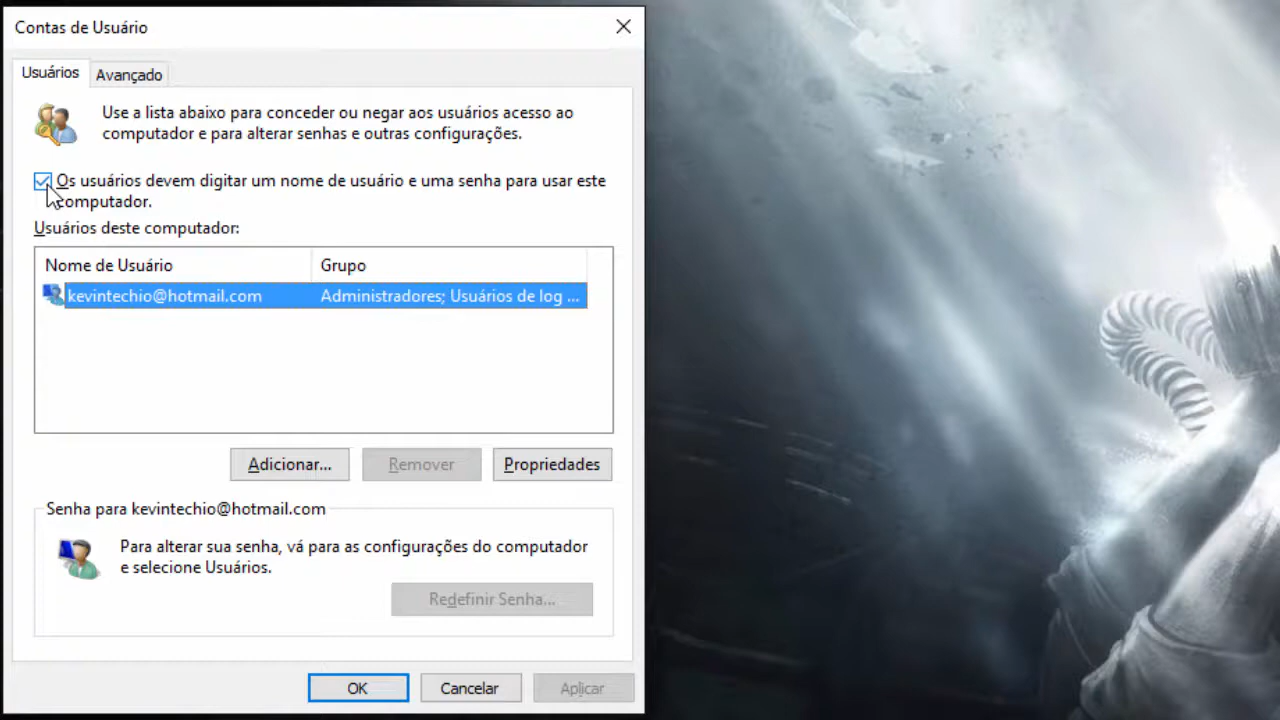 Contas de Usuário
Usuários
Avançado
Use a lista abaixo para conceder ou negar aos usuários acesso ao
computador e para alterar senhas e outras configurações.
Os usuários devem digitar um nome de usuário e uma senha para usar este
computador.
Usuários deste computador:
Nome de Usuário Grupo
kevintechio@hotmail.com Administradores; Usuários de log ...
Adicionar... Remover Propriedades
Senha para kevintechio@hotmail.com
Para alterar sua senha, vá para as configurações do computador
e selecione Usuários.
Redefinir Senha...
OK Cancelar Aplicar